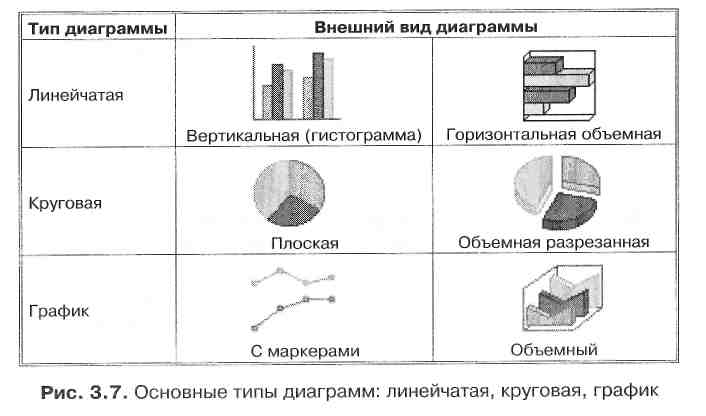 Тип диаграммы Внешний вид диаграммы
Линейчатая
Вертикальная (гистограмма) Горизонтальная объемная
Круговая
Плоская Объемная разрезанная
График
С маркерами Объемный
Рис. 3.7. Основные типы диаграмм: линейчатая, круговая, график